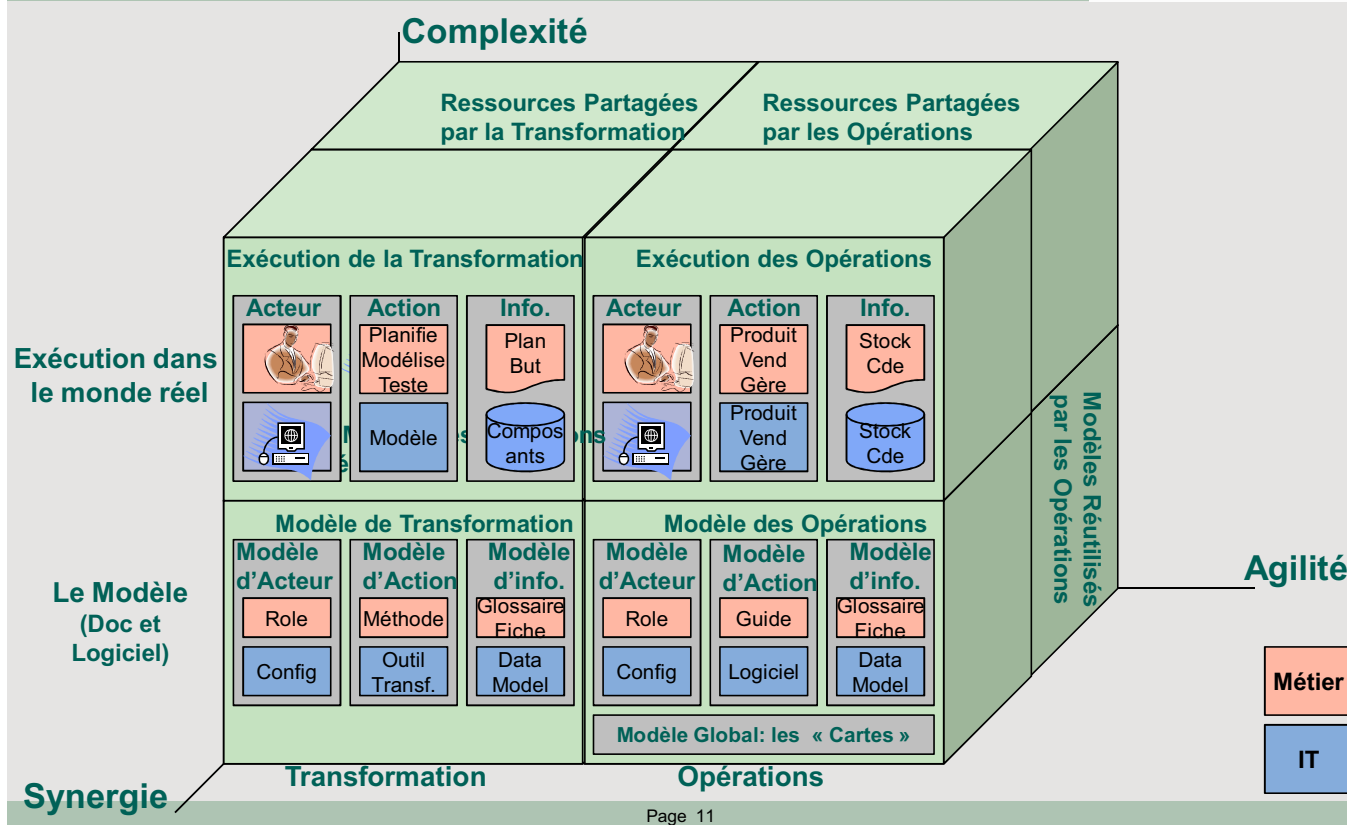 Complexité
Ressources Partagées
par la Transformation
Ressources Partagées
par les Opérations
Exécution de la Transformation
Exécution des Opérations
Acteur
Action
Info.
Acteur
Action
Info.
Planifie
Modélise
Teste
Plan
But
Produit
Vend
Gère
Stock
Cde
Exécution dans
le monde réel
Modèle
Compos
ants
Produit
Vend
Gère
Stock
Cde
Modèles Réutilisés
par les Opérations
Modèle de Transformation
Modèle des Opérations
Modèle
d'Acteur
Modèle
d'Action
Modèle
d'info.
Modèle
d'Acteur
Modèle
d'Action
Modèle
d'info.
Le Modèle
(Doc et
Logiciel)
Role
Méthode
Glossaire
Fiche
Role
Guide
Glossaire
Fiche
Config
Outil
Transf.
Data
Model
Config
Logiciel
Data
Model
Modèle Global: les « Cartes »
Agilité
Métier
IT
Transformation
Opérations
Synergie
Page 11